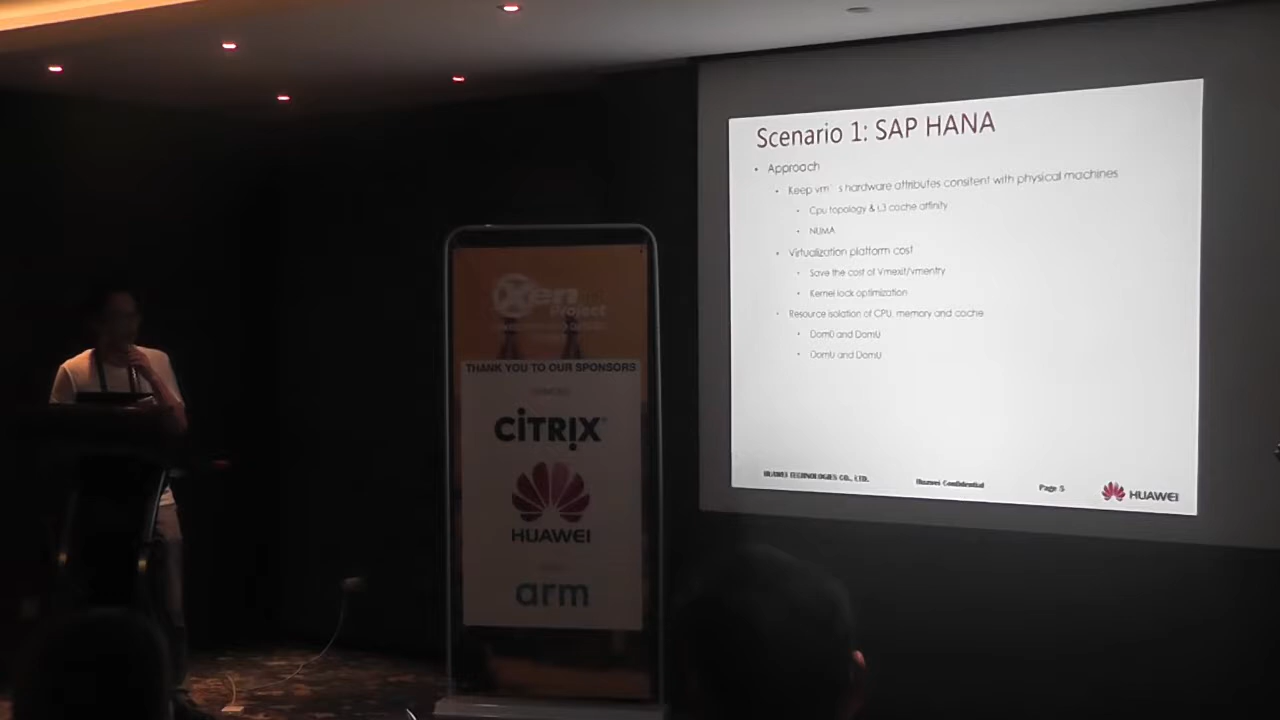 Scenario 1: SAP HANA
• Approach
• Keep vm' s hardware attributes consitent with physical machines
• Cpu topology & L3 cache affinity
• NUMA
• Virtualization platform cost
• Save the cost of Vmexit/vmentry
• Kernel lock optimization
• Resource isolation of CPU, memory and cache
• Dom0 and DomU
• DomU and DomU
HUAWEI TECHNOLOGIES CO., LTD.
Huawei Confidential
Page 5
HUAWEI
Xen
Project
THANK YOU TO OUR SPONSORS
CITRIX
HUAWEI
arm